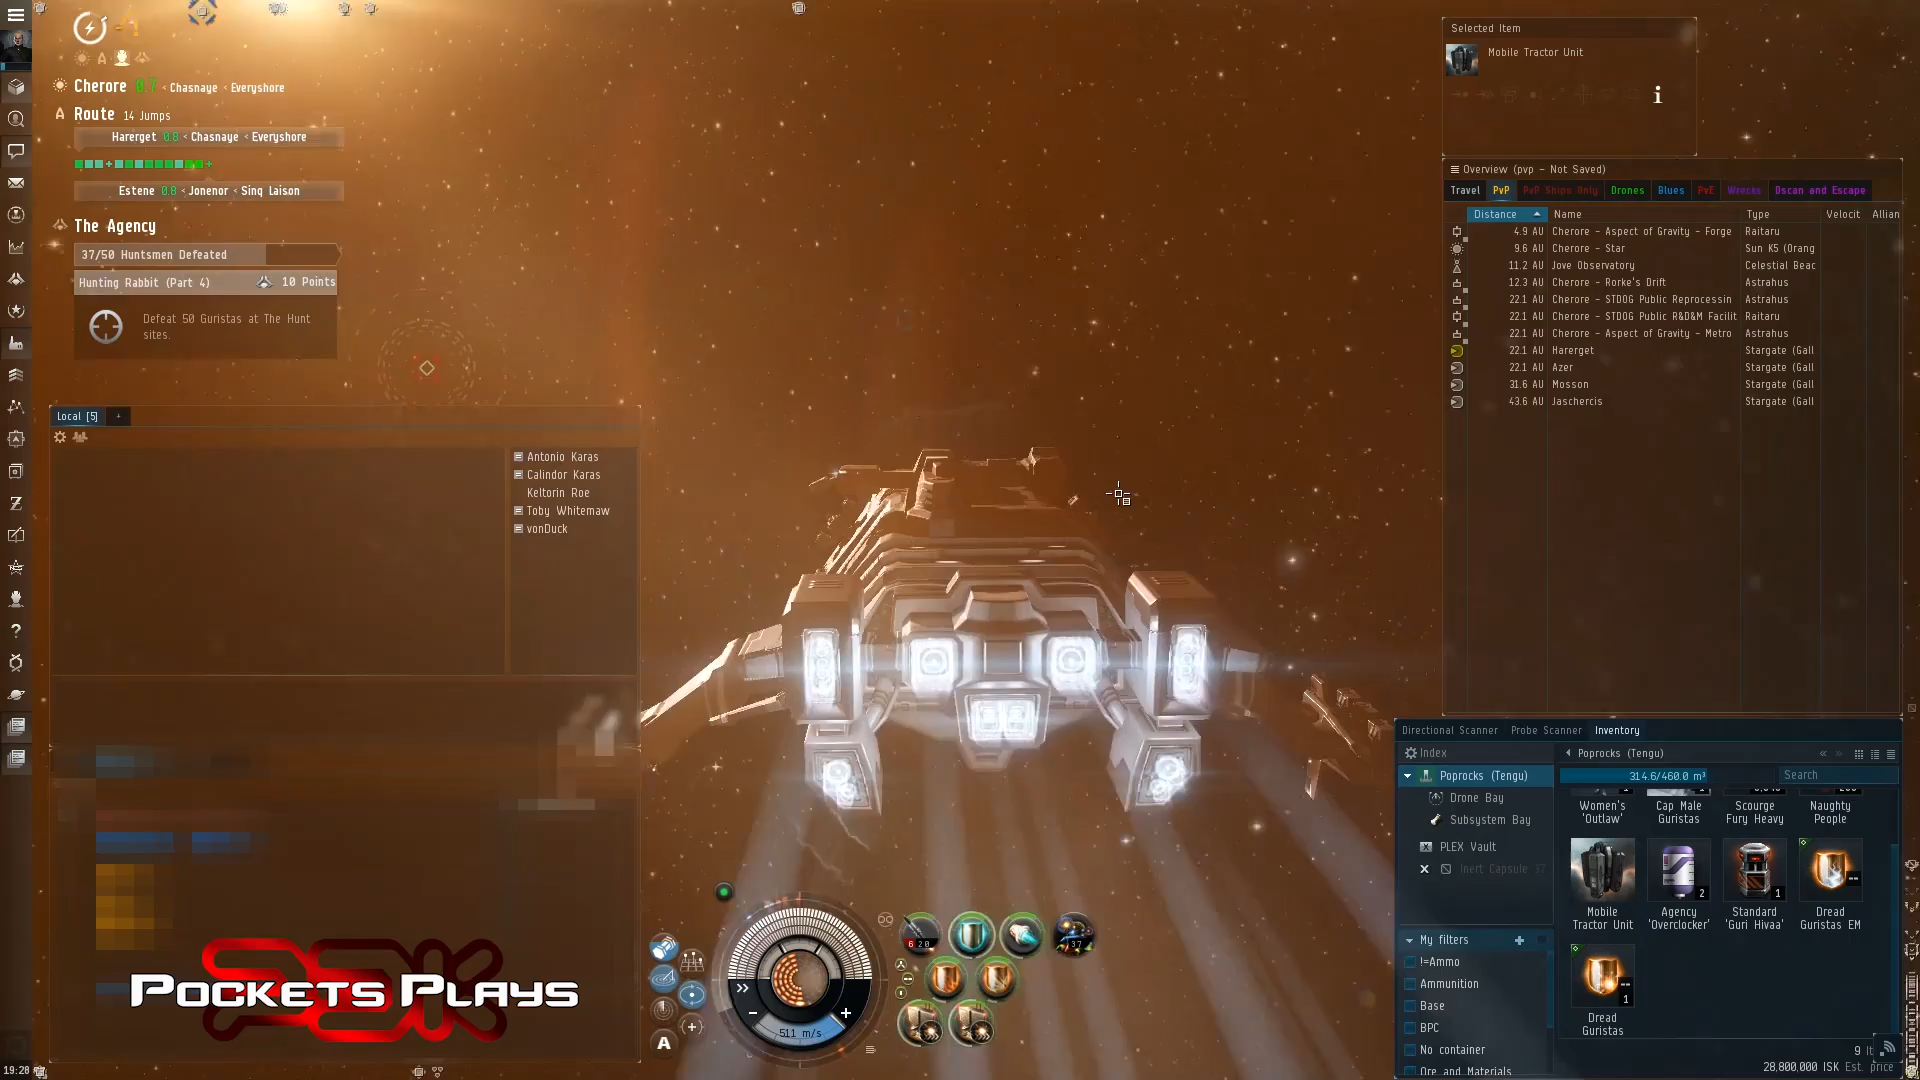 Cherore 0.7 < Chasnaye < Everyshore
Route 14 Jumps
Harerget 0.8 < Chasnaye < Everyshore
Estene 0.8 < Jonenor < Sinq Laison
The Agency
37/50 Huntsmen Defeated
Hunting Rabbit (Part 4) 10 Points
Defeat 50 Guristas at The Hunt
sites.
Local [5] +
Antonio Karas
Calindor Karas
Keltorin Roe
Toby Whitemaw
vonDuck
Pockets Plays
19:20
6 20
37
511 m/s
A
Selected Item
Mobile Tractor Unit
Overview (pvp - Not Saved)
Travel PvP PvP Ships Only Drones Blues PvE Wrecks Dscan and Escape
Distance Name Type Velocit Allian
4.9 AU Cherore - Aspect of Gravity - Forge Raitaru
9.6 AU Cherore - Star Sun K5 (Orang
11.2 AU Jove Observatory Celestial Beac
12.3 AU Cherore - Rorke's Drift Astrahus
22.1 AU Cherore - STDOG Public Reprocessin Astrahus
22.1 AU Cherore - STDOG Public R&D&M Facilit Raitaru
22.1 AU Cherore - Aspect of Gravity - Metro Astrahus
22.1 AU Harerget Stargate (Gall
22.1 AU Azer Stargate (Gall
31.6 AU Mosson Stargate (Gall
43.6 AU Jaschercis Stargate (Gall
Directional Scanner Probe Scanner Inventory
Index
Poprocks (Tengu)
Drone Bay
Subsystem Bay
PLEX Vault
Inert Capsule 37
My filters +
!=Ammo
Ammunition
Base
BPC
No container
Ore and Materials
Poprocks (Tengu)
314.6/460.0 m³ Search
Women's
'Outlaw'
Cap Male
Guristas
Scourge
Fury Heavy
Naughty
People
Mobile
Tractor Unit
2
Agency
'Overclocker'
1
Standard
'Guri Hivaa'
Dread
Guristas EM
1
Dread
Guristas
28,800,000 ISK Est. price